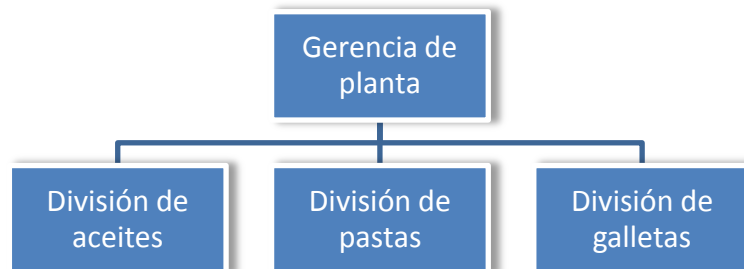 Gerencia de
planta
División de
aceites
División de
pastas
División de
galletas